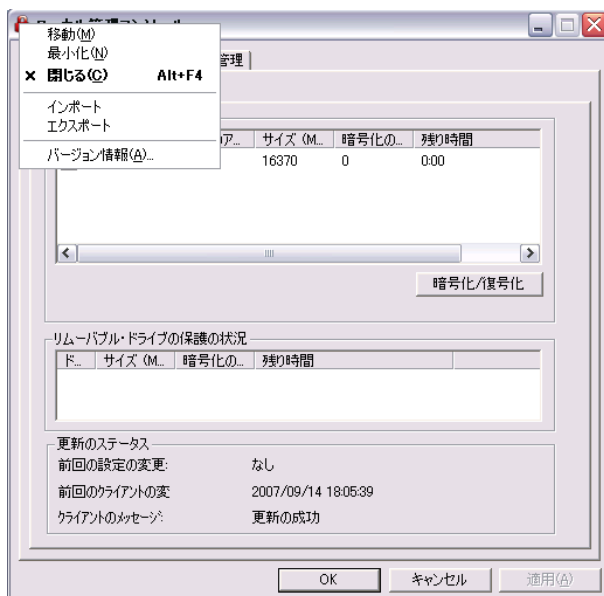 移動(M)
最小化(N)
× 閉じる(C) Alt+F4
インポート
エクスポート
バージョン情報(A)...
管理
サイズ (M... 暗号化の... 残り時間
16370 0 0:00
暗号化/復号化
リムーバブル・ドライブの保護の状況
ド... サイズ (M... 暗号化の... 残り時間
更新のステータス
前回の設定の変更: なし
前回のクライアントの変 2007/09/14 18:05:39
クライアントのメッセージ: 更新の成功
OK キャンセル 適用(A)